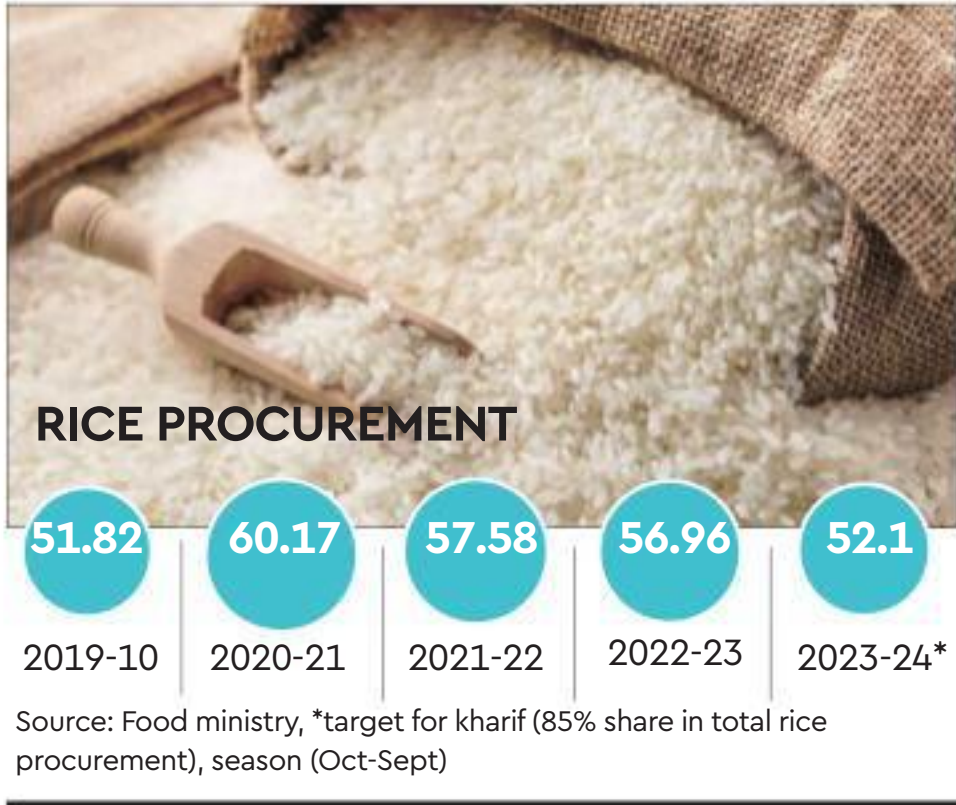 RICE PROCUREMENT
51.82 60.17 57.58 56.96 52.1
2019-10 2020-21 2021-22 2022-23 2023-24*
Source: Food ministry, *target for kharif (85% share in total rice
procurement), season (Oct-Sept)